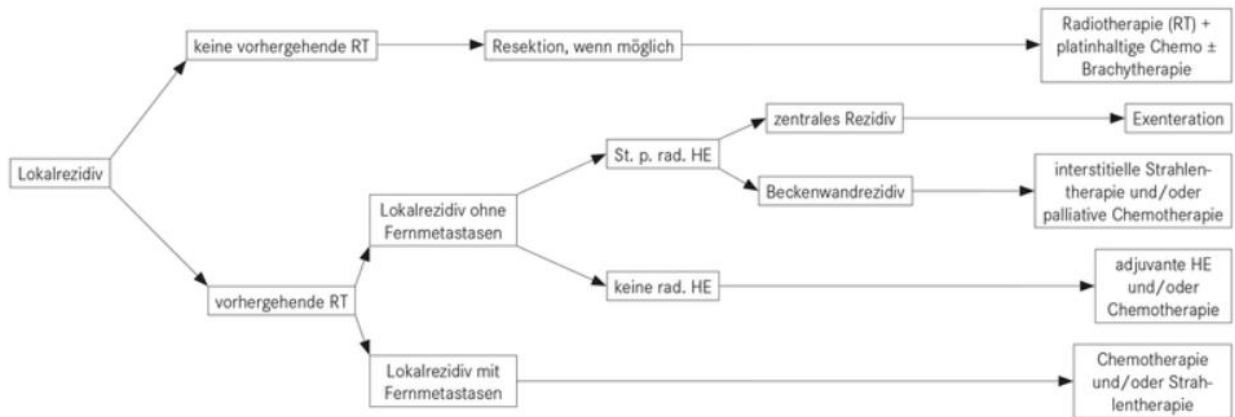 keine vorhergehende RT
Resektion, wenn möglich
Radiotherapie (RT) +
platinhaltige Chemo ±
Brachytherapie
Lokalrezidiv
St. p. rad. HE
zentrales Rezidiv
Exenteration
Beckenwandrezidiv
interstitielle Strahlen-
therapie und/oder
palliative Chemotherapie
Lokalrezidiv ohne
Fernmetastasen
keine rad. HE
adjuvante HE
und/oder
Chemotherapie
vorhergehende RT
Lokalrezidiv mit
Fernmetastasen
Chemotherapie
und/oder Strah-
lentherapie